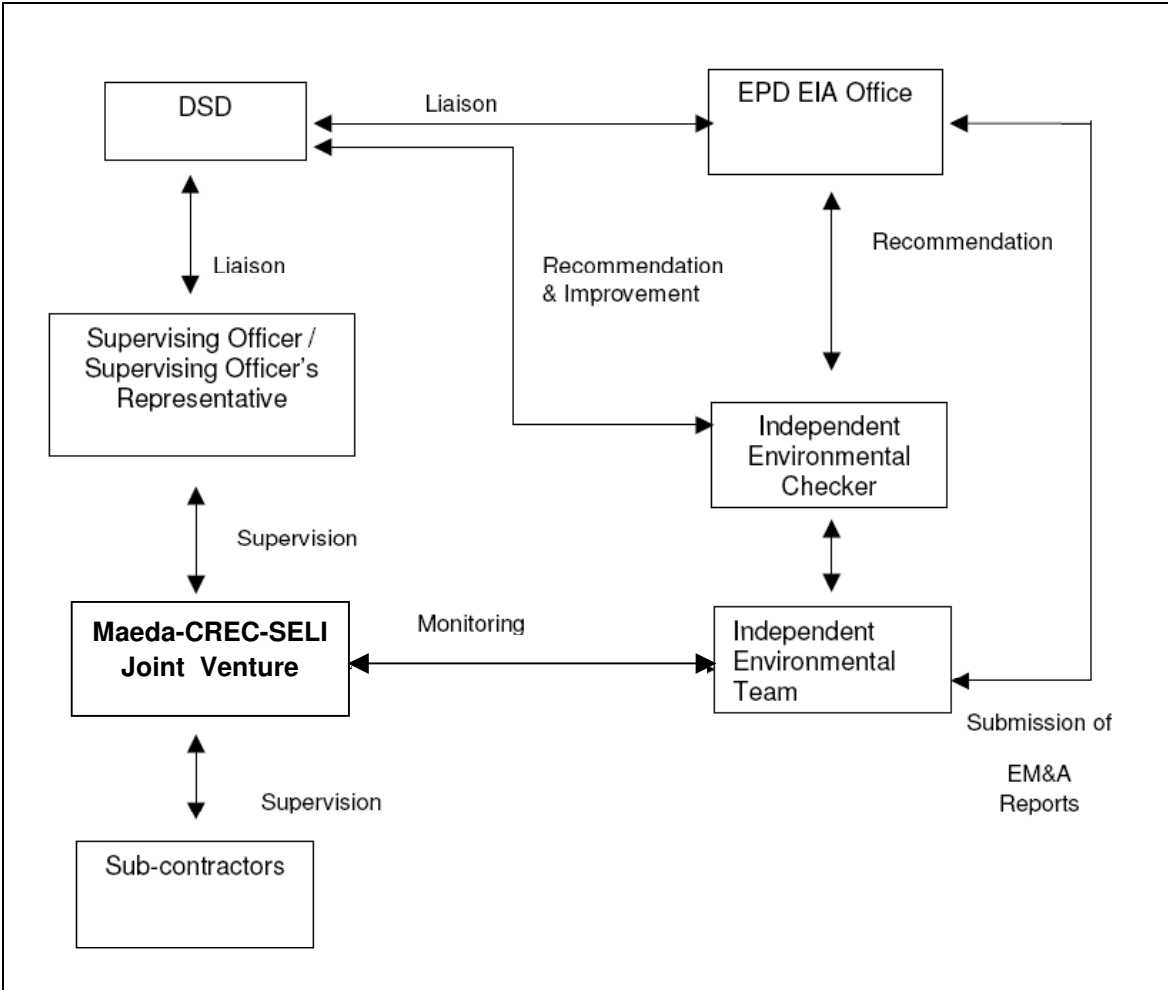 DSD
Liaison
EPD EIA Office
Liaison
Recommendation
& Improvement
Recommendation
Supervising Officer /
Supervising Officer's
Representative
Independent
Environmental
Checker
Supervision
Maeda-CREC-SELI
Joint Venture
Monitoring
Independent
Environmental
Team
Submission of
EM&A
Reports
Supervision
Sub-contractors